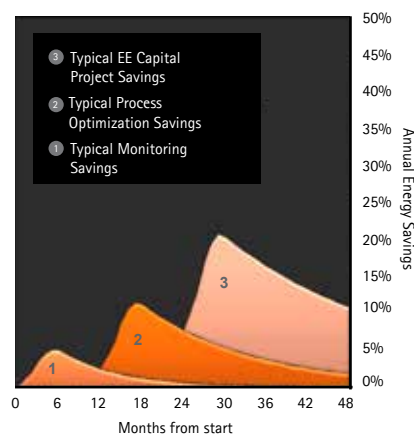 3 Typical EE Capital
Project Savings
2 Typical Process
Optimization Savings
1 Typical Monitoring
Savings
50%
45%
40%
35%
30%
25%
20%
15%
10%
5%
0%
Annual Energy Savings
1
2
3
0 6 12 18 24 30 36 42 48
Months from start